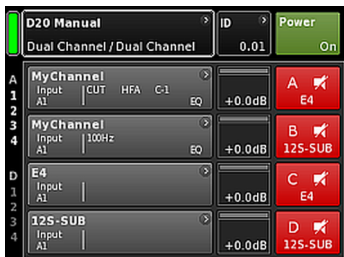 D20 Manual
Dual Channel / Dual Channel
ID
0.01
Power
On
A
1
2
3
4
D
1
2
3
4
MyChannel
Input
A1
CUT HFA C-1
EQ
+0.0dB
A
E4
MyChannel
Input
A1
100Hz
EQ
+0.0dB
B
12S-SUB
E4
Input
A1
+0.0dB
C
E4
12S-SUB
Input
A1
+0.0dB
D
12S-SUB